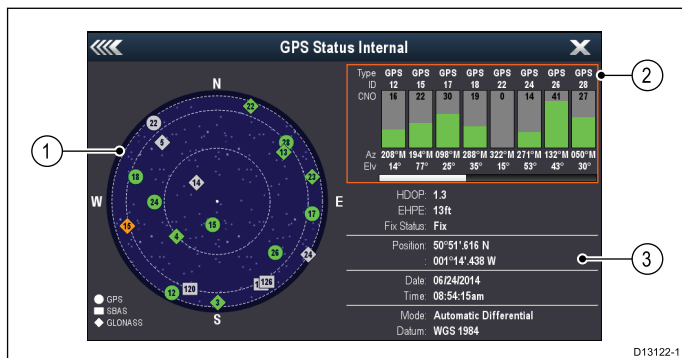 GPS Status Internal
N
W
E
S
22
22
5
28
13
18
14
23
24
17
15
15
4
26
24
12
120
126
3
GPS
SBAS
GLONASS
Type GPS GPS GPS GPS GPS GPS GPS GPS
ID 12 15 17 18 22 24 26 28
CNO 16 22 30 19 0 14 41 27
Az 208°M 194°M 098°M 288°M 322°M 271°M 132°M 050°M
Elv 14° 77° 25° 35° 15° 53° 43° 30°
HDOP: 1.3
EHPE: 13ft
Fix Status: Fix
Position: 50°51'.616 N
: 001°14'.438 W
Date: 06/24/2014
Time: 08:54:15am
Mode: Automatic Differential
Datum: WGS 1984
1
2
3
D13122-1